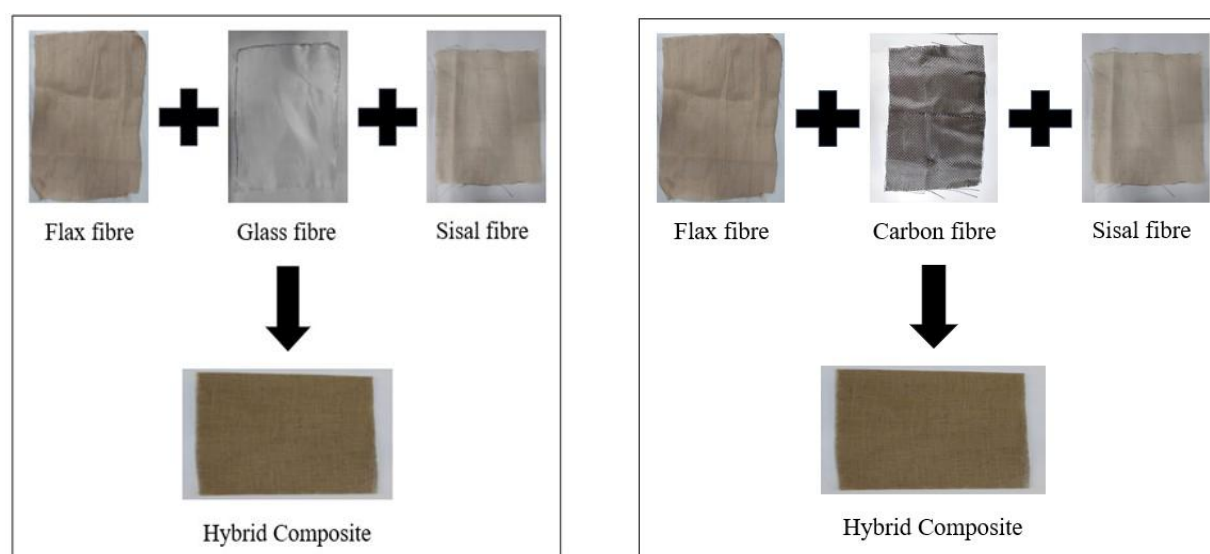 Flax fibre
Glass fibre
Sisal fibre
Hybrid Composite
Flax fibre
Carbon fibre
Sisal fibre
Hybrid Composite